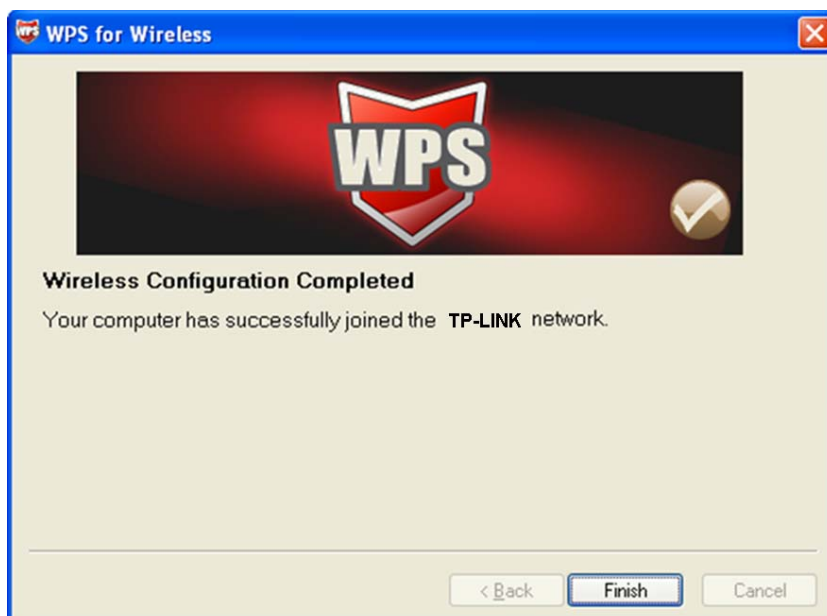 WPS WPS for Wireless
WPS
Wireless Configuration Completed
Your computer has successfully joined the TP-LINK network.
< Back Finish Cancel